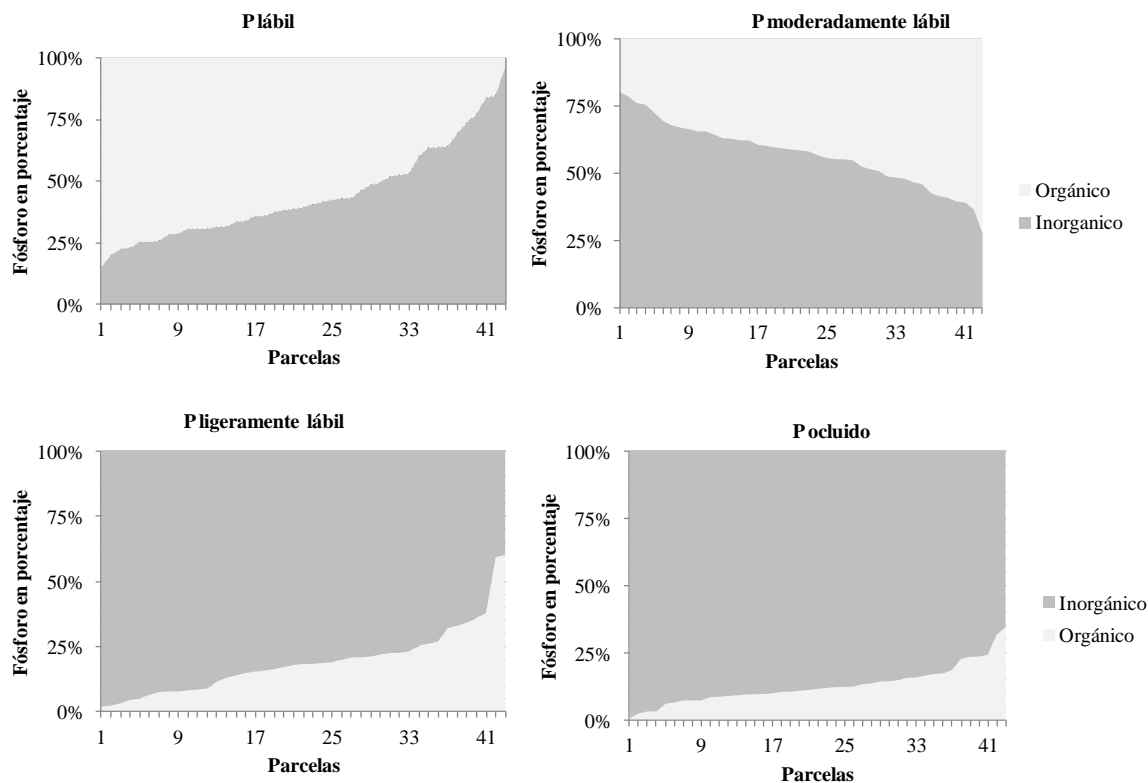 P lábil
100%
75%
50%
25%
0%
Fósforo en porcentaje
1 9 17 25 33 41
Parcelas
P moderadamente lábil
100%
75%
50%
25%
0%
Fósforo en porcentaje
1 9 17 25 33 41
Parcelas
Orgánico
Inorganico
P ligeramente lábil
100%
75%
50%
25%
0%
Fósforo en porcentaje
1 9 17 25 33 41
Parcelas
P ocluido
100%
75%
50%
25%
0%
Fósforo en porcentaje
1 9 17 25 33 41
Parcelas
Inorgánico
Orgánico